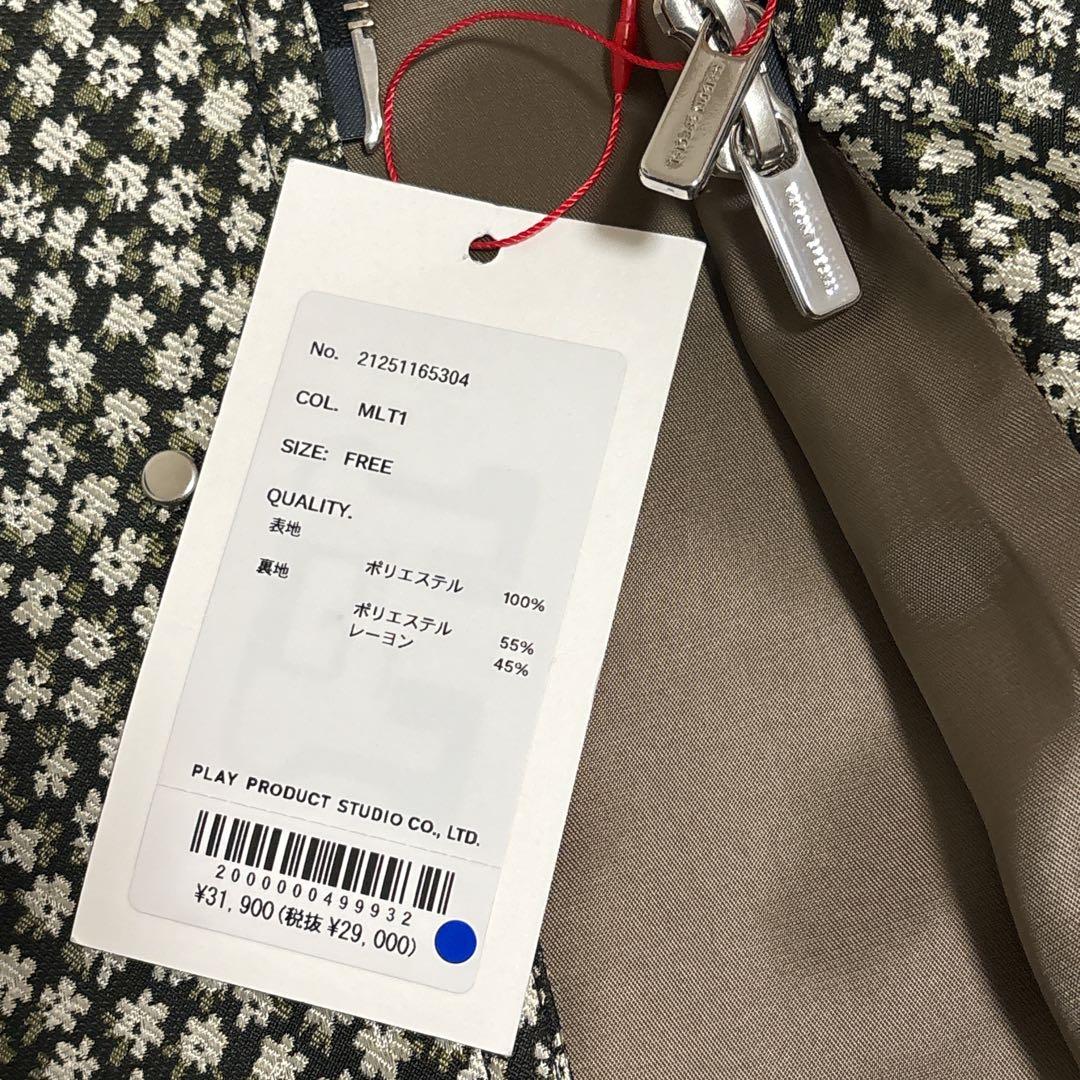 No. 21251165304
COL. MLT1
SIZE: FREE
QUALITY.
表地
ポリエステル 100%
裏地
ポリエステル 55%
レーヨン 45%
PLAY PRODUCT STUDIO CO., LTD.
2000000499932
¥31,900(税抜 ¥29,000)